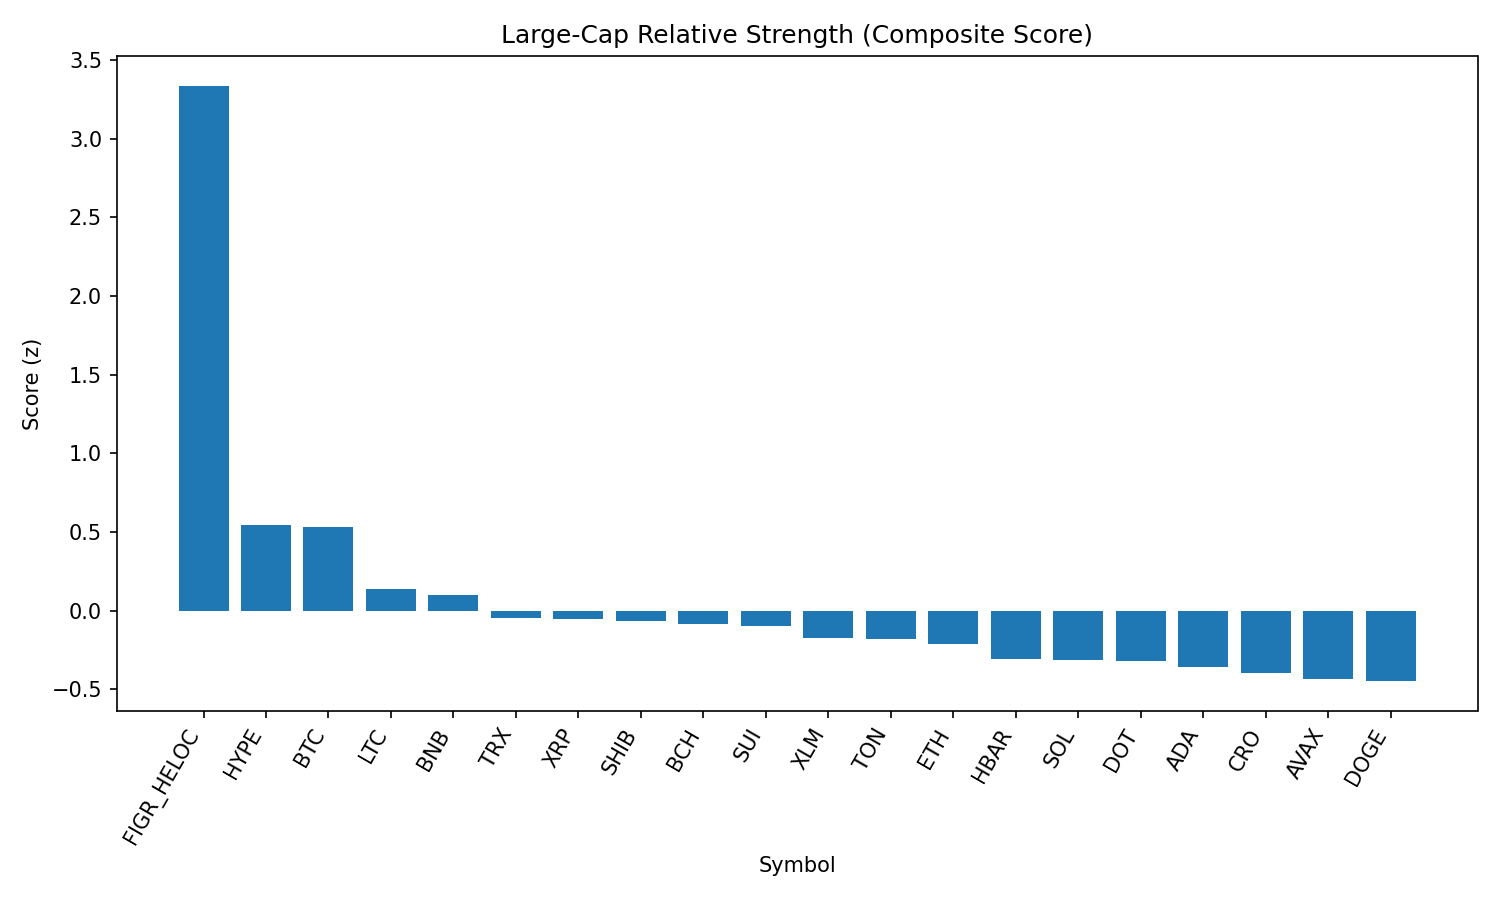 Large-Cap Relative Strength (Composite Score)
3.5
3.0
2.5
2.0
1.5
1.0
0.5
0.0
−0.5
Score (z)
FIGR_HELOC
HYPE
BTC
LTC
BNB
TRX
XRP
SHIB
BCH
SUI
XLM
TON
ETH
HBAR
SOL
DOT
ADA
CRO
AVAX
DOGE
Symbol